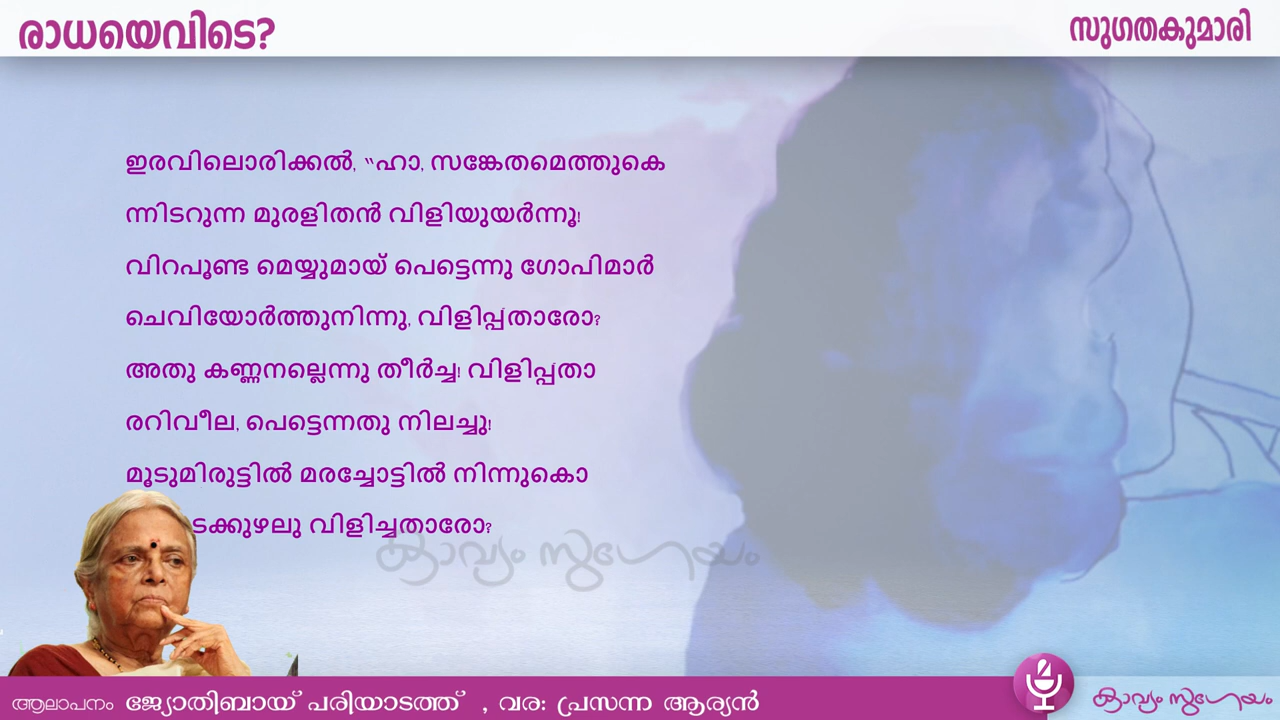 രാധയെവിടെ?
സുഗതകുമാരി
ഇരവിലൊരിക്കൽ, “ഹാ, സങ്കേതമെത്തുകെ
ന്നിടറുന്ന മുരളിതൻ വിളിയുയർന്നൂ!
വിറപൂണ്ട മെയ്യുമായ് പെട്ടെന്നു ഗോപിമാർ
ചെവിയോർത്തുനിന്നു, വിളിപ്പതാരോ?
അതു കണ്ണനല്ലെന്നു തീർച്ച! വിളിപ്പതാ
രറിവീല, പെട്ടെന്നതു നിലച്ചു!
മൂടുമിരുട്ടിൽ മരച്ചോട്ടിൽ നിന്നുകൊ
ടക്കുഴലു വിളിച്ചതാരോ?
കാവ്യം സുഗേയം
ആലാപനം ജ്യോതിബായ് പരിയാടത്ത് , വര: പ്രസന്ന ആര്യൻ
കാവ്യം സുഗേയം